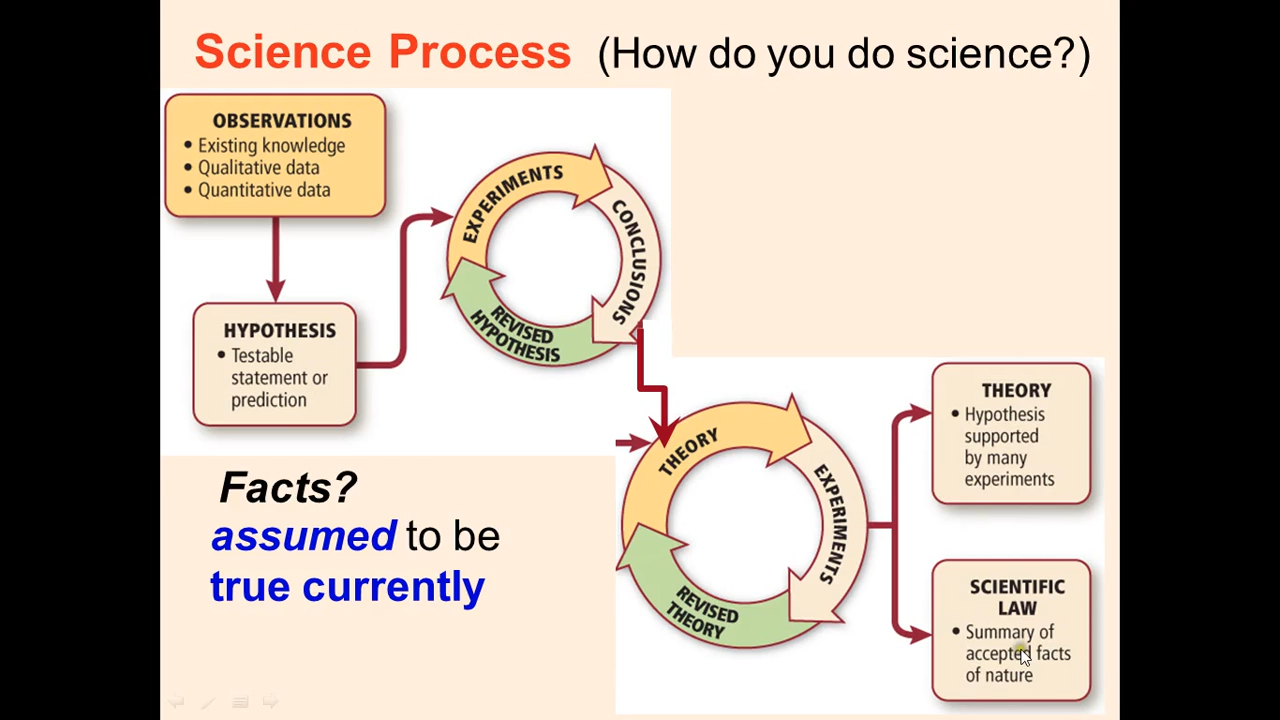 Science Process (How do you do science?)
OBSERVATIONS
• Existing knowledge
• Qualitative data
• Quantitative data
HYPOTHESIS
• Testable
statement or
prediction
EXPERIMENTS
CONCLUSIONS
REVISED
HYPOTHESIS
Facts?
assumed to be
true currently
THEORY
EXPERIMENTS
REVISED
THEORY
THEORY
• Hypothesis
supported
by many
experiments
SCIENTIFIC
LAW
• Summary of
accepted facts
of nature